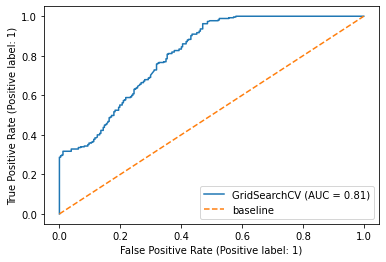 True Positive Rate (Positive label: 1)
1.0
0.8
0.6
0.4
0.2
0.0
GridSearchCV (AUC = 0.81)
baseline
0.0 0.2 0.4 0.6 0.8 1.0
False Positive Rate (Positive label: 1)